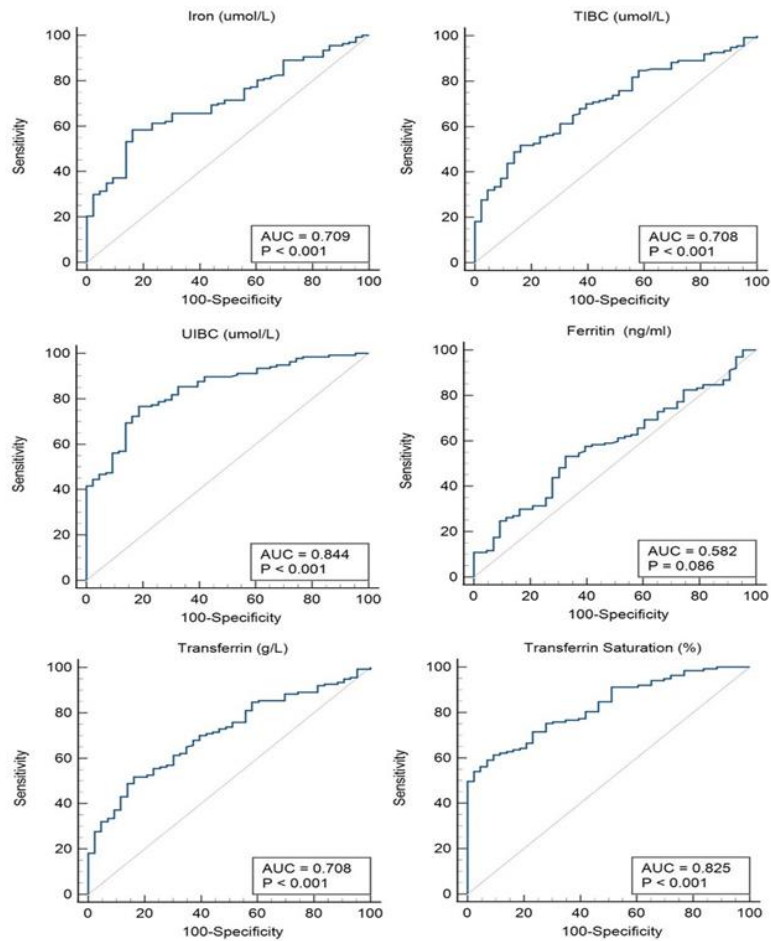 Iron (umol/L)
100
80
60
40
20
0
Sensitivity
AUC = 0.709
P < 0.001
0 20 40 60 80 100
100-Specificity
TIBC (umol/L)
100
80
60
40
20
0
Sensitivity
AUC = 0.708
P < 0.001
0 20 40 60 80 100
100-Specificity
UIBC (umol/L)
100
80
60
40
20
0
Sensitivity
AUC = 0.844
P < 0.001
0 20 40 60 80 100
100-Specificity
Ferritin (ng/ml)
100
80
60
40
20
0
Sensitivity
AUC = 0.582
P = 0.086
0 20 40 60 80 100
100-Specificity
Transferrin (g/L)
100
80
60
40
20
0
Sensitivity
AUC = 0.708
P < 0.001
0 20 40 60 80 100
100-Specificity
Transferrin Saturation (%)
100
80
60
40
20
0
Sensitivity
AUC = 0.825
P < 0.001
0 20 40 60 80 100
100-Specificity